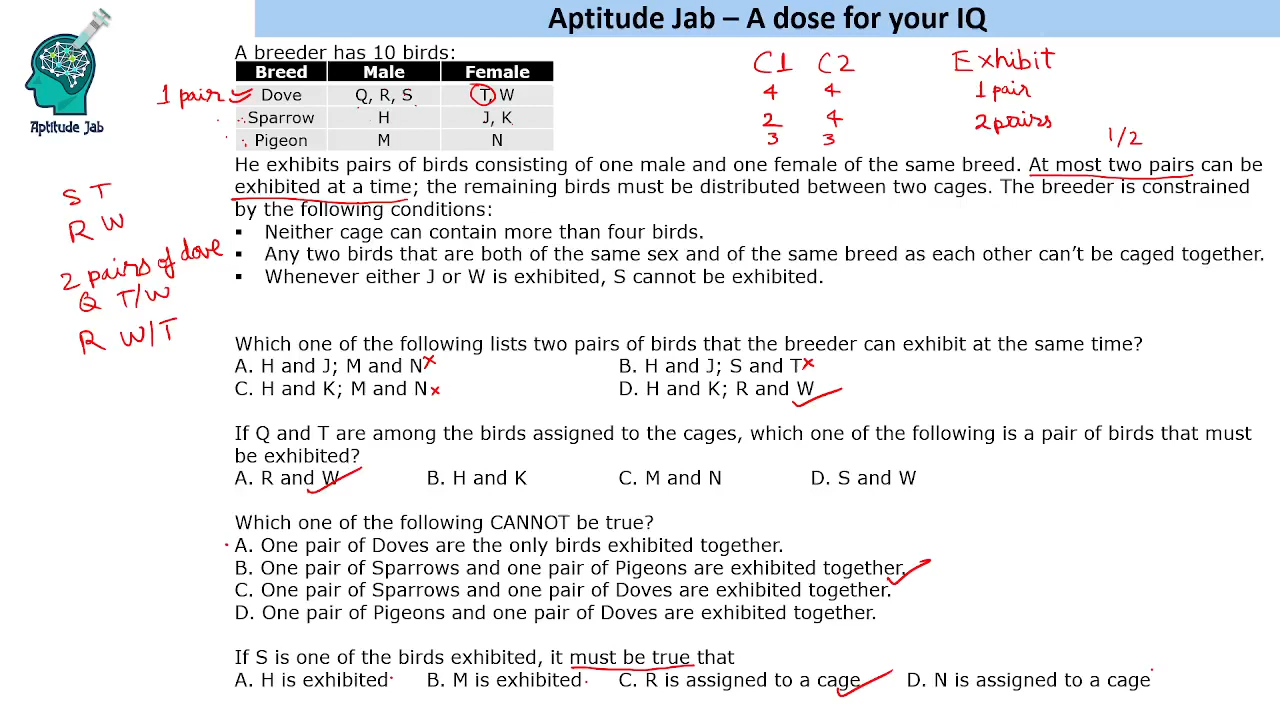 Aptitude Jab – A dose for your IQ
Aptitude Jab
A breeder has 10 birds:
Breed Male Female
Dove Q, R, S T, W
Sparrow H J, K
Pigeon M N
1 pair
C1 C2 Exhibit
4 4 1 pair
2 4 2 pairs
3 3
1/2
He exhibits pairs of birds consisting of one male and one female of the same breed. At most two pairs can be
exhibited at a time; the remaining birds must be distributed between two cages. The breeder is constrained
by the following conditions:
▪ Neither cage can contain more than four birds.
▪ Any two birds that are both of the same sex and of the same breed as each other can’t be caged together.
▪ Whenever either J or W is exhibited, S cannot be exhibited.
S T
R W
2 pairs of dove
Q T/W
R W/T
Which one of the following lists two pairs of birds that the breeder can exhibit at the same time?
A. H and J; M and N B. H and J; S and T
C. H and K; M and N D. H and K; R and W
If Q and T are among the birds assigned to the cages, which one of the following is a pair of birds that must
be exhibited?
A. R and W B. H and K C. M and N D. S and W
Which one of the following CANNOT be true?
A. One pair of Doves are the only birds exhibited together.
B. One pair of Sparrows and one pair of Pigeons are exhibited together.
C. One pair of Sparrows and one pair of Doves are exhibited together.
D. One pair of Pigeons and one pair of Doves are exhibited together.
If S is one of the birds exhibited, it must be true that
A. H is exhibited B. M is exhibited C. R is assigned to a cage D. N is assigned to a cage